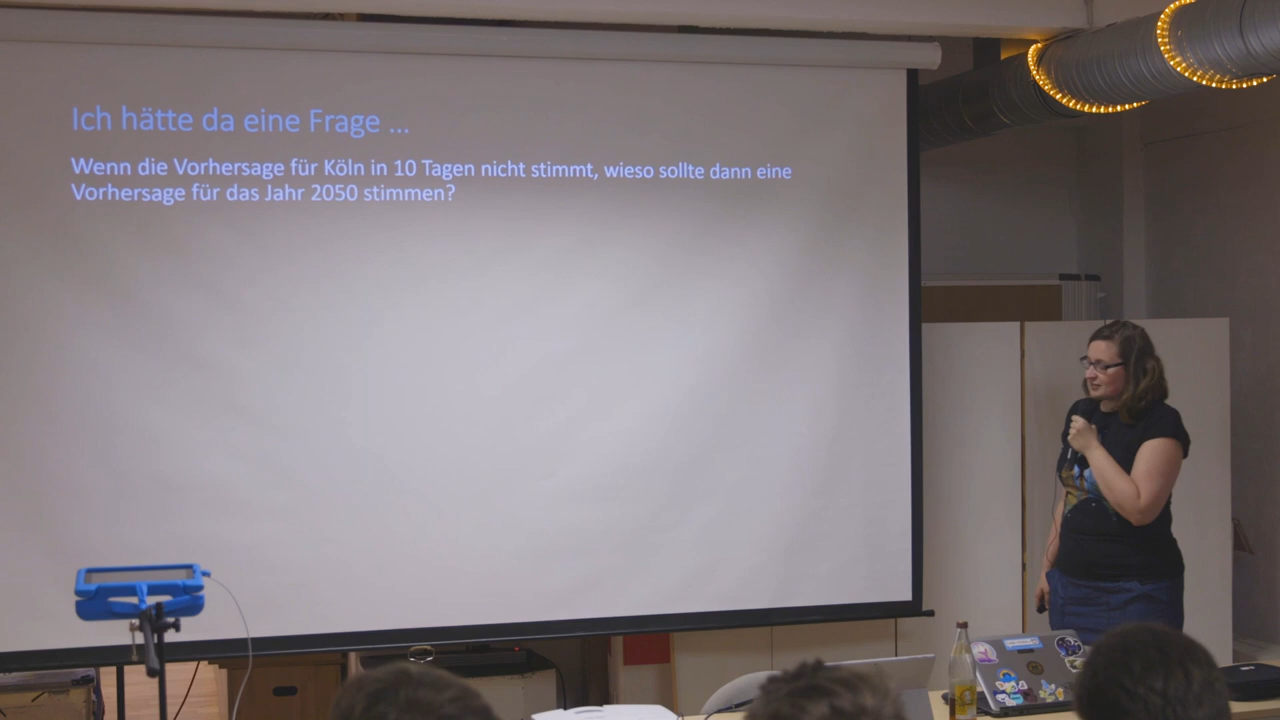 Ich hätte da eine Frage ...
Wenn die Vorhersage für Köln in 10 Tagen nicht stimmt, wieso sollte dann eine
Vorhersage für das Jahr 2050 stimmen?